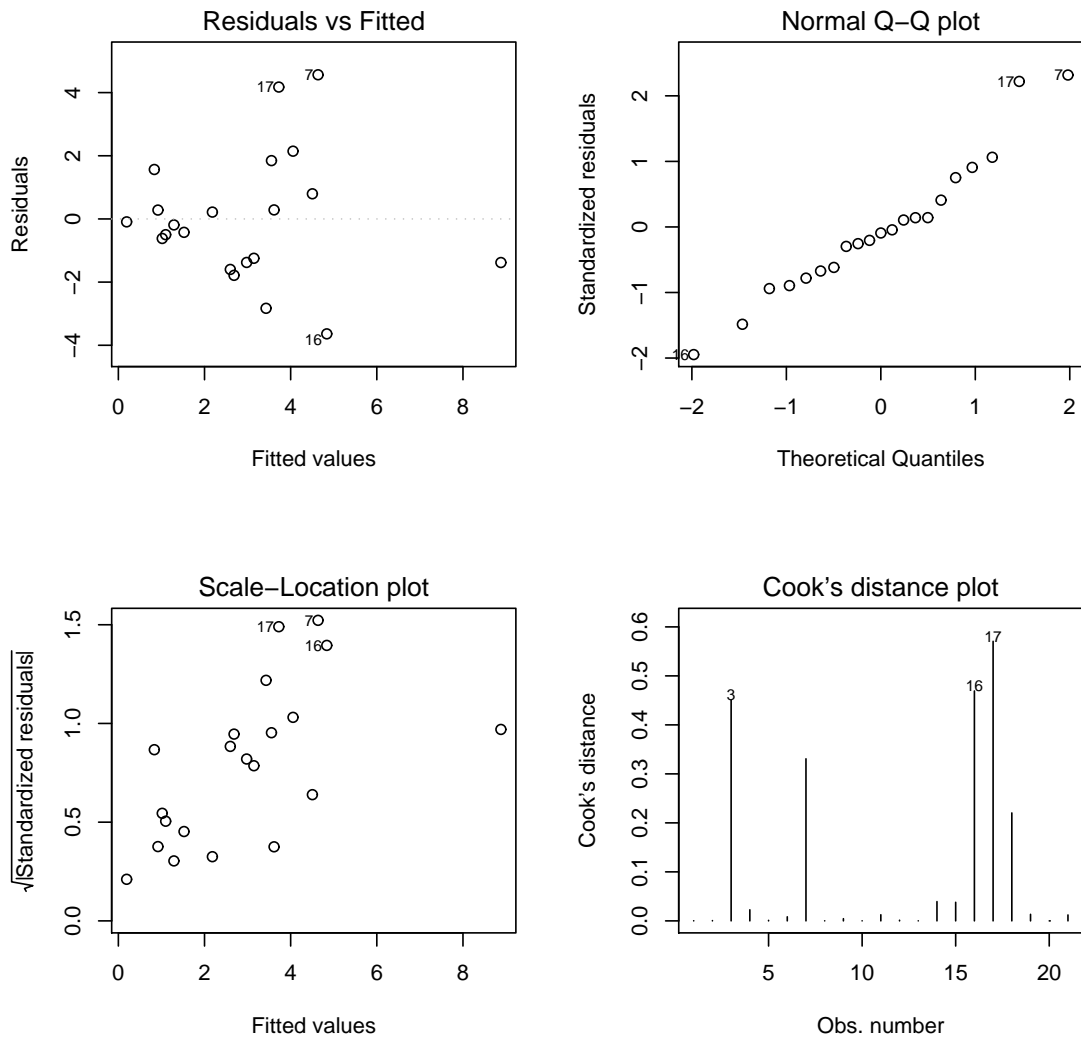 Residuals vs Fitted
Residuals
4
2
0
−2
−4
17
7
16
0 2 4 6 8
Fitted values
Normal Q−Q plot
Standardized residuals
2
1
0
−1
−2
17
7
16
−2 −1 0 1 2
Theoretical Quantiles
Scale−Location plot
√|Standardized residuals|
1.5
1.0
0.5
0.0
17
7
16
0 2 4 6 8
Fitted values
Cook's distance plot
Cook's distance
0.6
0.5
0.4
0.3
0.2
0.1
0.0
17
16
3
5 10 15 20
Obs. number